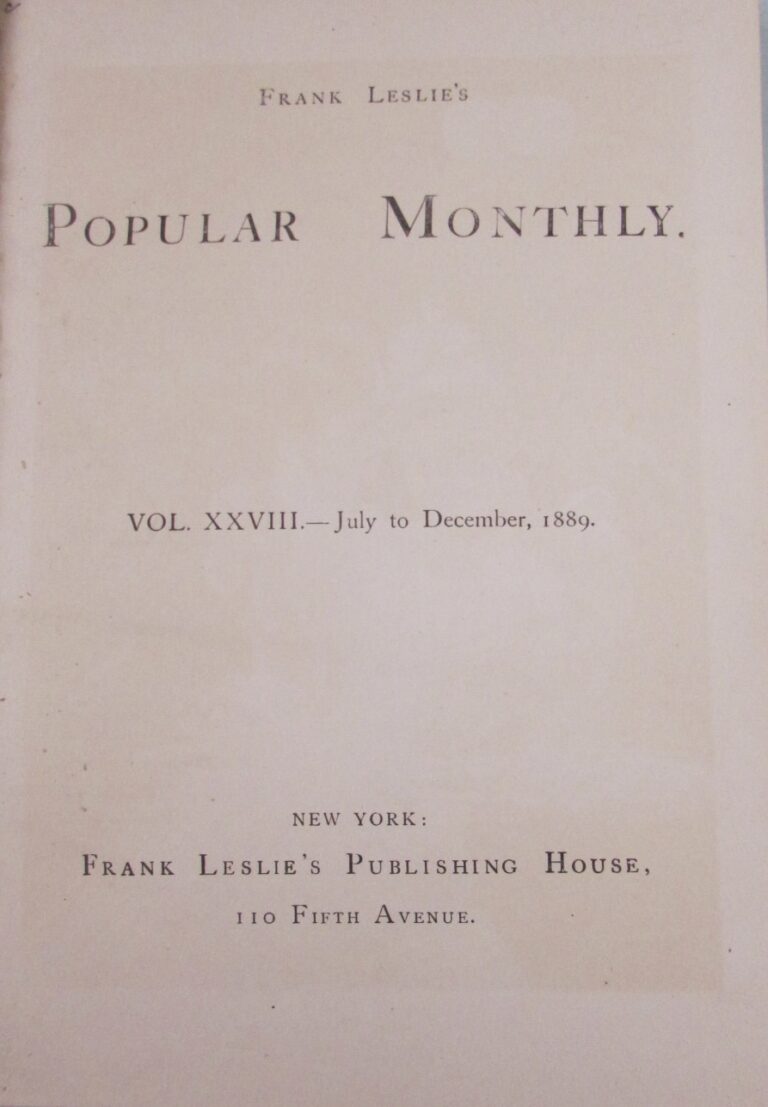 Frank Leslie's
Popular Monthly.
VOL. XXVIII.—July to December, 1889.
NEW YORK:
Frank Leslie's Publishing House,
110 Fifth Avenue.